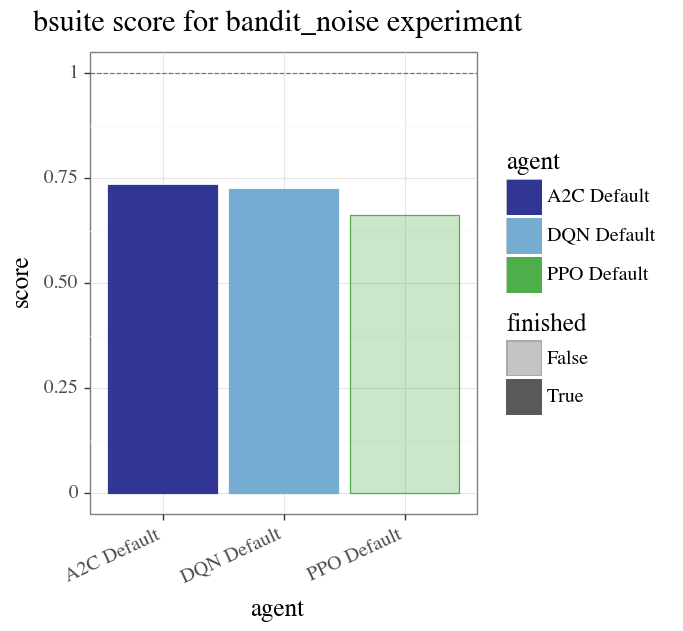 bsuite score for bandit_noise experiment
1
0.75
0.50
0.25
0
score
A2C Default
DQN Default
PPO Default
agent
agent
A2C Default
DQN Default
PPO Default
finished
False
True